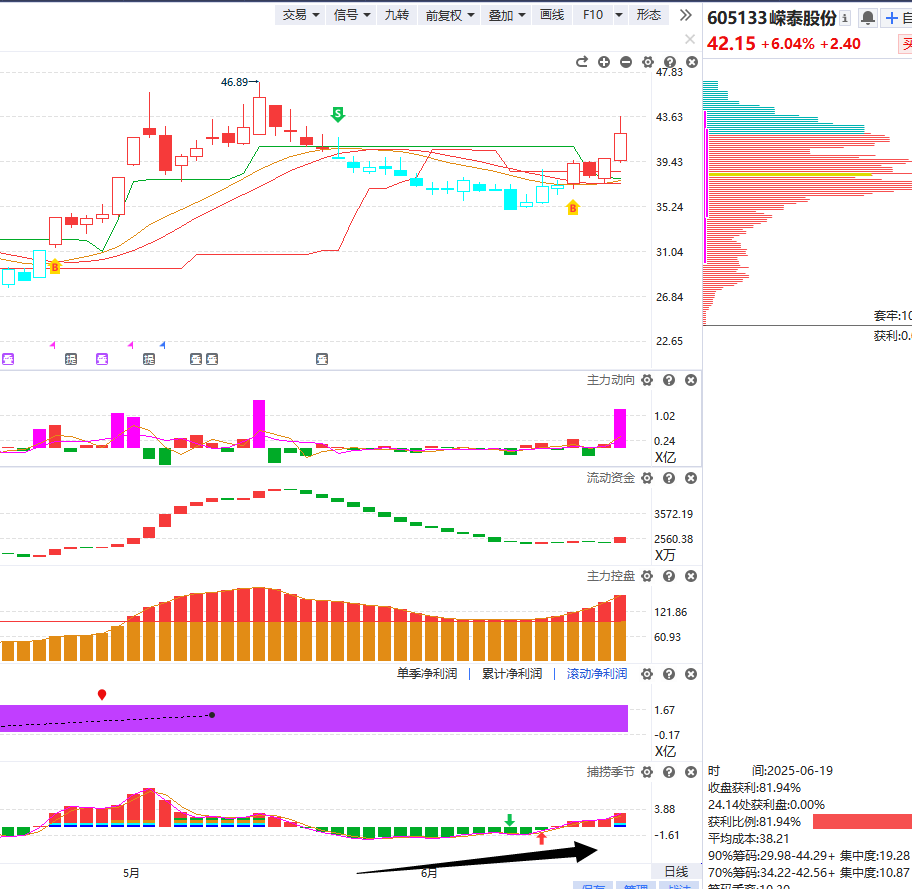 交易 信号 九转 前复权 叠加 画线 F10 形态
605133 嵘泰股份
42.15 +6.04% +2.40
47.83
46.89
43.63
S
39.43
35.24
B
31.04
B
26.84
22.65
主力动向
1.02
0.24
X亿
流动资金
3572.19
2560.38
X万
主力控盘
121.86
60.93
单季净利润 | 累计净利润 | 滚动净利润
1.67
-0.17
X亿
捕捞季节
3.88
-1.61
5月 6月 日线
套牢:10
获利:0.0
时 间:2025-06-19
收盘获利:81.94%
24.14处获利盘:0.00%
获利比例:81.94%
平均成本:38.21
90%筹码:29.98-44.29+ 集中度:19.28
70%筹码:34.22-42.56+ 集中度:10.87